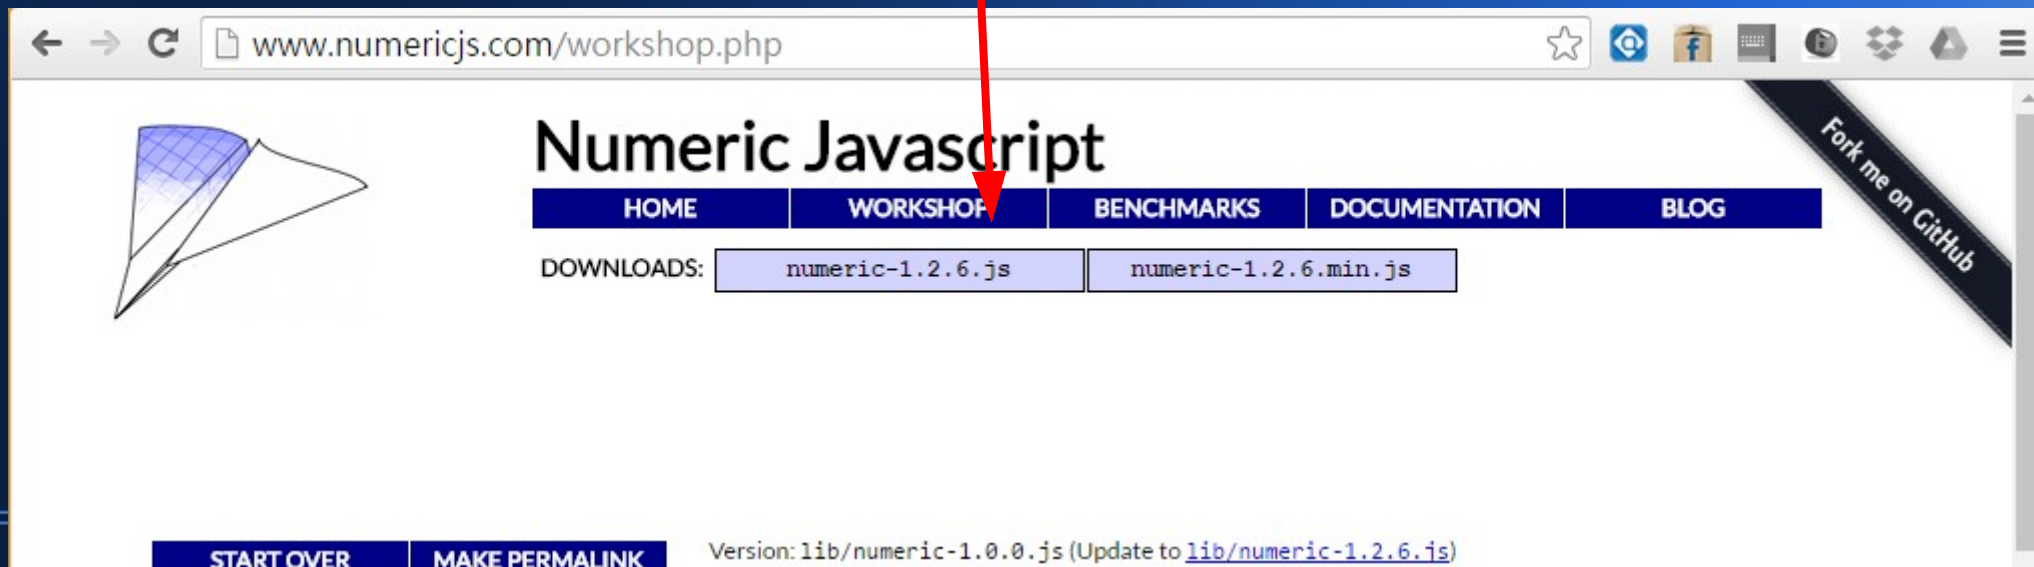 www.numericjs.com/workshop.php
Fork me on GitHub
Numeric Javascript
HOME WORKSHOP BENCHMARKS DOCUMENTATION BLOG
DOWNLOADS: numeric-1.2.6.js numeric-1.2.6.min.js
START OVER MAKE PERMALINK Version: lib/numeric-1.0.0.js (Update to lib/numeric-1.2.6.js)